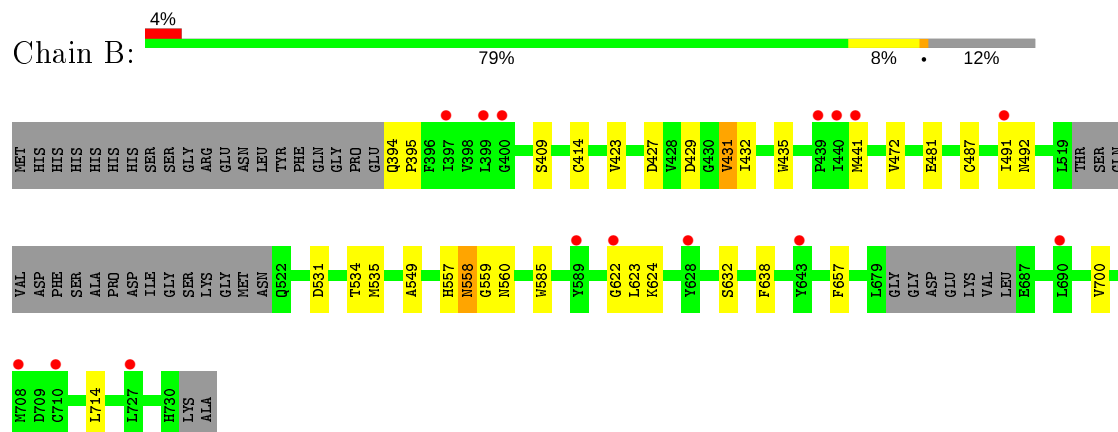 4%
Chain B:
79% 8% • 12%
MET HIS HIS HIS HIS HIS HIS SER SER GLY ARG GLU ASN LEU TYR PHE GLN GLY PRO GLU Q394 P395 F396 I397 V398 L399 G400 S409 C414 V423 D427 V428 D429 G430 V431 I432 W435 P439 I440 M441 V472 E481 C487 I491 N492 L519 THR SER GLN
VAL ASP PHE SER ALA PRO ASP ILE GLY SER LYS GLY MET ASN Q522 D531 T534 M535 A549 H557 N558 G559 N560 W585 Y589 G622 L623 K624 Y628 S632 F638 Y643 F657 L679 GLY GLY ASP GLU LYS VAL LEU E687 L690 V700
M708 D709 C710 L714 L727 H730 LYS ALA